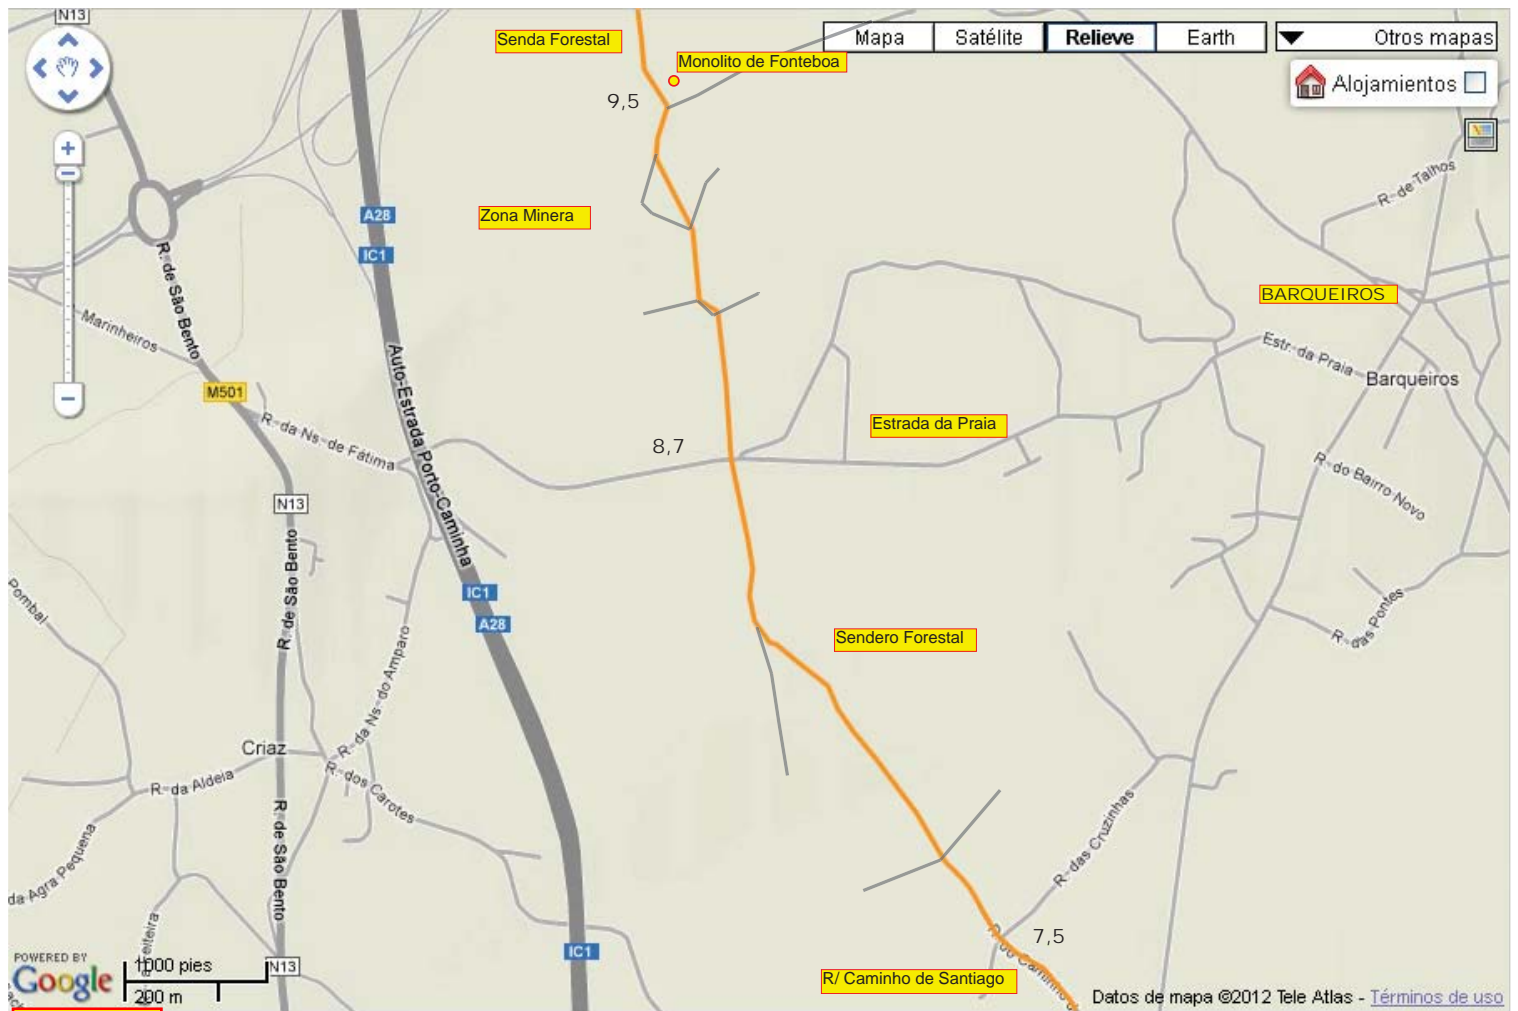 N13
Senda Forestal
Monolito de Fonteboa
Mapa
Satélite
Relieve
Earth
Otros mapas
Alojamientos
9,5
R. de Talhos
Zona Minera
A28
IC1
R. de São Bento
BARQUEIROS
Marinheiros
Estr. da Praia
Barqueiros
M501
Auto-Estrada Porto-Caminha
R. da Ns. de Fátima
Estrada da Praia
8,7
R. do Bairro Novo
N13
R. de São Bento
IC1
A28
Pombal
R. das Pontes
Sendero Forestal
R. da Ns. do Amparo
Criaz
R. da Aldeia
R. dos Carotes
R. de São Bento
R. das Cruzinhas
da Agra Pequena
7,5
IC1
N13
R/ Caminho de Santiago
POWERED BY
Google
1000 pies
200 m
Datos de mapa ©2012 Tele Atlas - Términos de uso